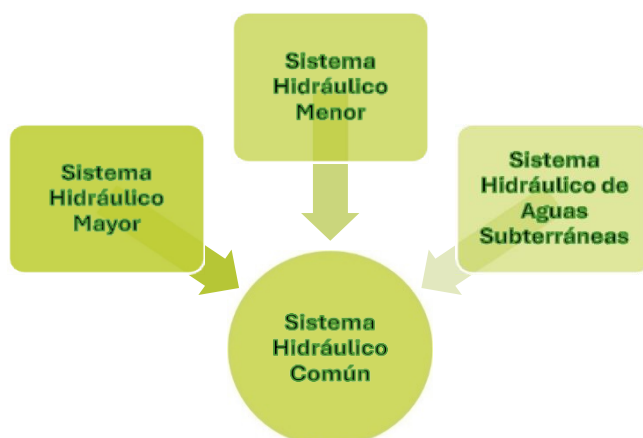 Sistema
Hidráulico
Menor
Sistema
Hidráulico
Mayor
Sistema
Hidráulico de
Aguas
Subterráneas
Sistema
Hidráulico
Común